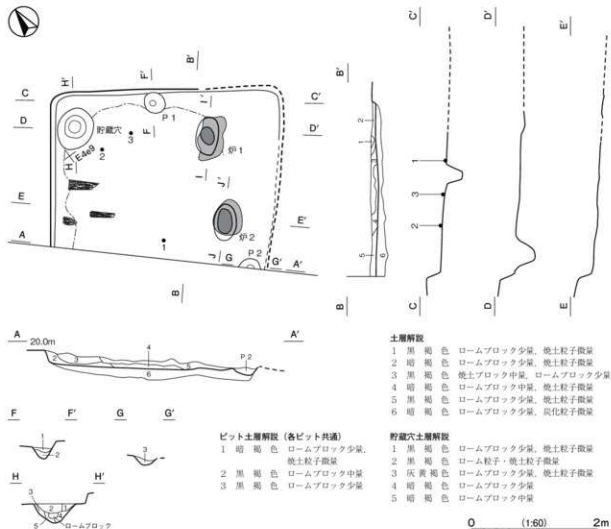 C
D
E
A
H'
F'
B'
I'
C'
D'
E'
A'
P 1
貯蔵穴
F
3
炉 1
E4e9
2
H
I
J'
炉 2
1
J
P 2
G
G'
B
B'
2
1
5
6
B
C'
D'
E'
1
3
2
C
D
E
A 20.0m
A'
4
2
3
1
5
P 2
6
F
F'
G
G'
1
2
3
H
H'
3
2
1
4
5
ロームブロック
ピット土層解説(各ピット共通)
1 暗 褐 色 ロームブロック少量,
焼土粒子微量
2 黒 褐 色 ロームブロック中量
3 黒 褐 色 ロームブロック少量
土層解説
1 黒 褐 色 ロームブロック少量,焼土粒子微量
2 暗 褐 色 ロームブロック少量,焼土粒子微量
3 黒 褐 色 焼土ブロック中量,ロームブロック少量
4 暗 褐 色 ロームブロック中量,焼土粒子微量
5 黒 褐 色 ロームブロック少量,焼土粒子微量
6 暗 褐 色 ロームブロック少量,炭化粒子微量
貯蔵穴土層解説
1 黒 褐 色 ロームブロック少量,焼土粒子微量
2 黒 褐 色 ローム粒子・焼土粒子微量
3 灰 黄 褐 色 ロームブロック少量,焼土粒子微量
4 暗 褐 色 ロームブロック少量
5 暗 褐 色 ロームブロック中量
0 (1:60) 2m